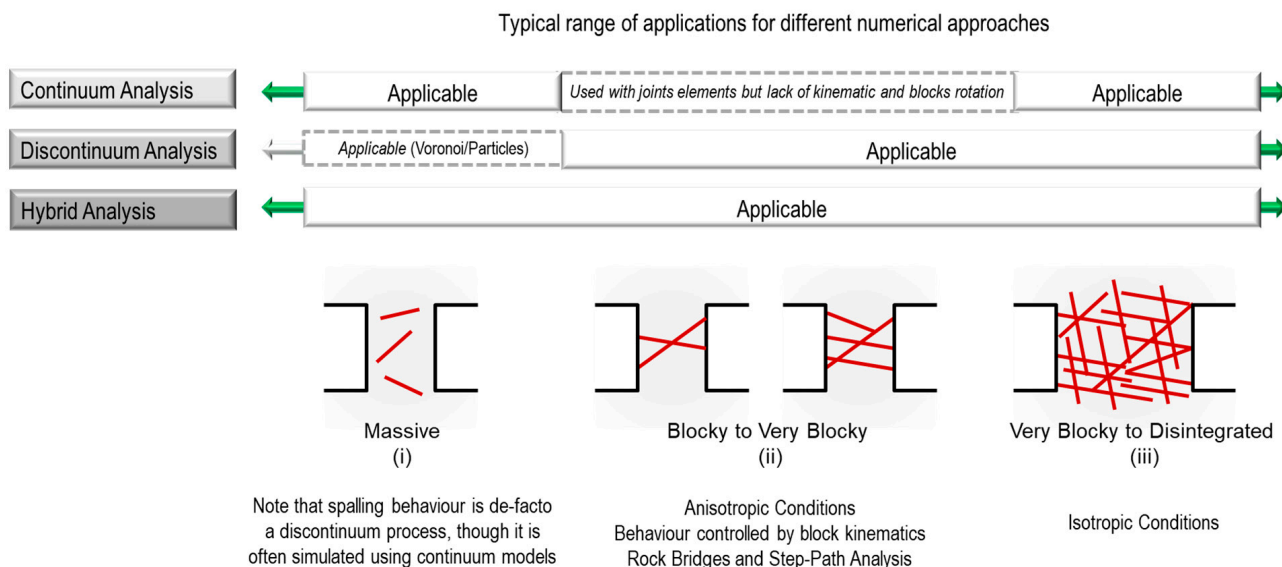 Typical range of applications for different numerical approaches
Continuum Analysis
Applicable
Used with joints elements but lack of kinematic and blocks rotation
Applicable
Discontinuum Analysis
Applicable (Voronoi/Particles)
Applicable
Hybrid Analysis
Applicable
Massive
(i)
Blocky to Very Blocky
(ii)
Very Blocky to Disintegrated
(iii)
Note that spalling behaviour is de-facto
a discontinuum process, though it is
often simulated using continuum models
Anisotropic Conditions
Behaviour controlled by block kinematics
Rock Bridges and Step-Path Analysis
Isotropic Conditions